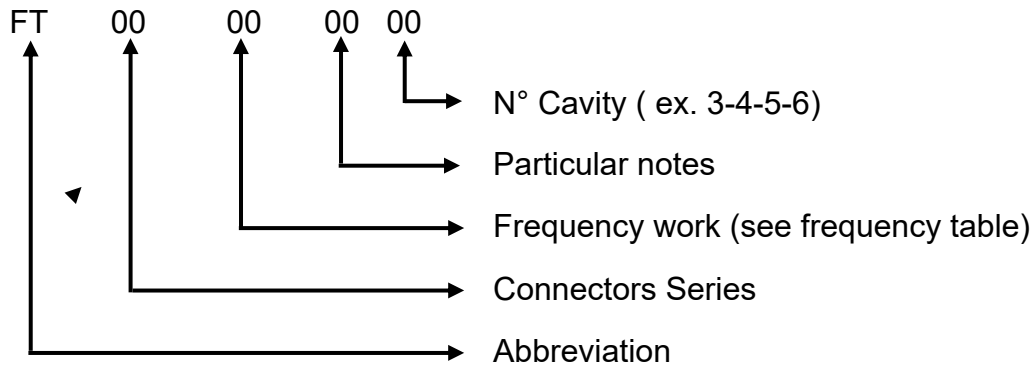 FT 00 00 00 00
N° Cavity ( ex. 3-4-5-6)
Particular notes
Frequency work (see frequency table)
Connectors Series
Abbreviation